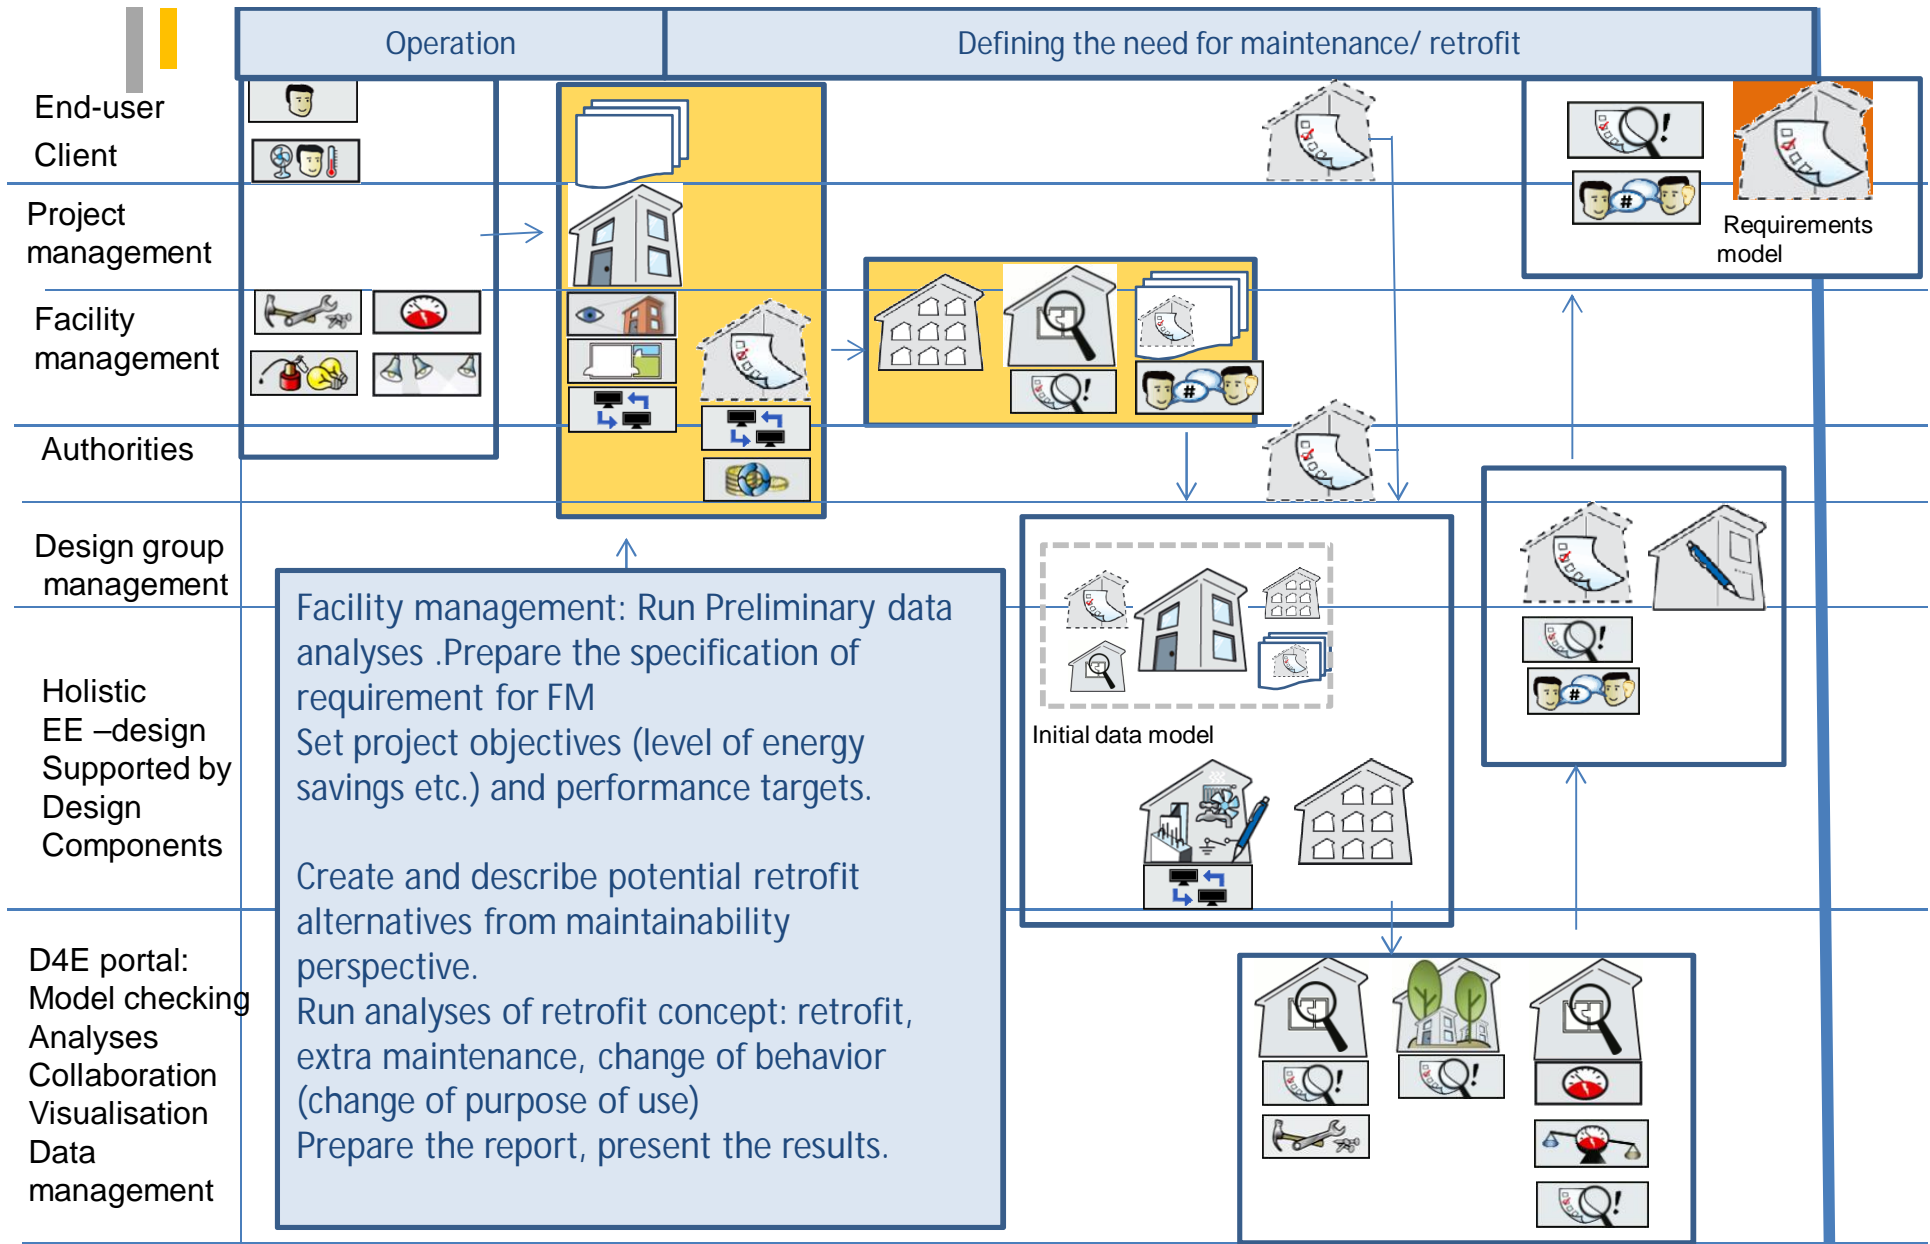 Operation
Defining the need for maintenance/ retrofit
End-user
Client
Project
management
Facility
management
Authorities
Design group
management
Holistic
EE –design
Supported by
Design
Components
D4E portal:
Model checking
Analyses
Collaboration
Visualisation
Data
management
!
#
Requirements
model
!
#
Facility management: Run Preliminary data
analyses .Prepare the specification of
requirement for FM
Set project objectives (level of energy
savings etc.) and performance targets.
Create and describe potential retrofit
alternatives from maintainability
perspective.
Run analyses of retrofit concept: retrofit,
extra maintenance, change of behavior
(change of purpose of use)
Prepare the report, present the results.
Initial data model
!
#
!
!
!